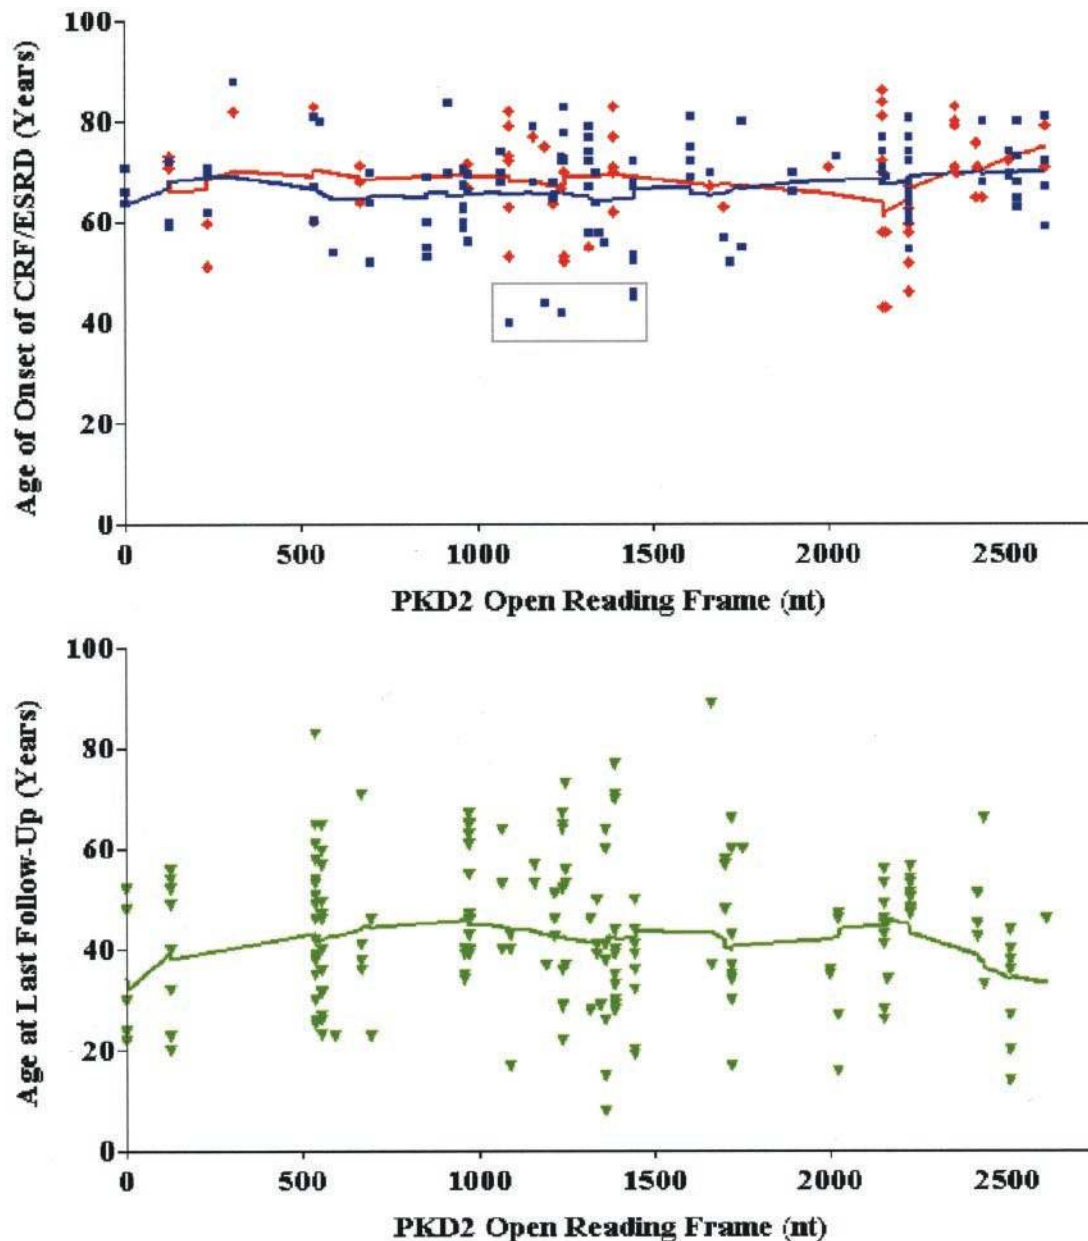 100
80
60
40
20
0
Age of Onset of CRF/ESRD (Years)
0 500 1000 1500 2000 2500
PKD2 Open Reading Frame (nt)
100
80
60
40
20
0
Age at Last Follow-Up (Years)
0 500 1000 1500 2000 2500
PKD2 Open Reading Frame (nt)